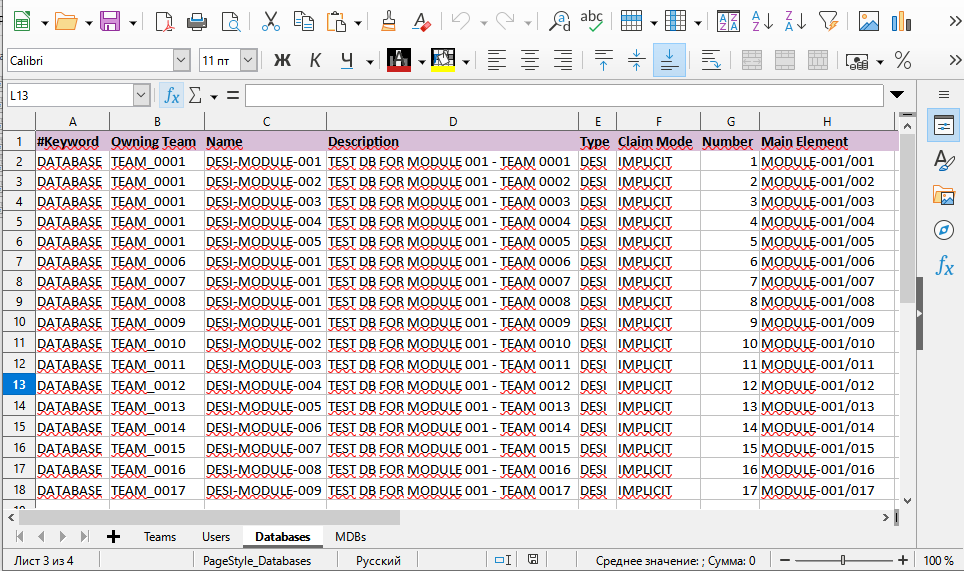 Calibri 11 пт Ж К Ч A A %
L13 fx Σ =
A B C D E F G H
1 #Keyword Owning Team Name Description Type Claim Mode Number Main Element
2 DATABASE TEAM_0001 DESI-MODULE-001 TEST DB FOR MODULE 001 - TEAM 0001 DESI IMPLICIT 1 MODULE-001/001
3 DATABASE TEAM_0001 DESI-MODULE-002 TEST DB FOR MODULE 001 - TEAM 0002 DESI IMPLICIT 2 MODULE-001/002
4 DATABASE TEAM_0001 DESI-MODULE-003 TEST DB FOR MODULE 001 - TEAM 0003 DESI IMPLICIT 3 MODULE-001/003
5 DATABASE TEAM_0001 DESI-MODULE-004 TEST DB FOR MODULE 001 - TEAM 0004 DESI IMPLICIT 4 MODULE-001/004
6 DATABASE TEAM_0001 DESI-MODULE-005 TEST DB FOR MODULE 001 - TEAM 0005 DESI IMPLICIT 5 MODULE-001/005
7 DATABASE TEAM_0006 DESI-MODULE-001 TEST DB FOR MODULE 001 - TEAM 0006 DESI IMPLICIT 6 MODULE-001/006
8 DATABASE TEAM_0007 DESI-MODULE-001 TEST DB FOR MODULE 001 - TEAM 0007 DESI IMPLICIT 7 MODULE-001/007
9 DATABASE TEAM_0008 DESI-MODULE-001 TEST DB FOR MODULE 001 - TEAM 0008 DESI IMPLICIT 8 MODULE-001/008
10 DATABASE TEAM_0009 DESI-MODULE-001 TEST DB FOR MODULE 001 - TEAM 0009 DESI IMPLICIT 9 MODULE-001/009
11 DATABASE TEAM_0010 DESI-MODULE-002 TEST DB FOR MODULE 001 - TEAM 0010 DESI IMPLICIT 10 MODULE-001/010
12 DATABASE TEAM_0011 DESI-MODULE-003 TEST DB FOR MODULE 001 - TEAM 0011 DESI IMPLICIT 11 MODULE-001/011
13 DATABASE TEAM_0012 DESI-MODULE-004 TEST DB FOR MODULE 001 - TEAM 0012 DESI IMPLICIT 12 MODULE-001/012
14 DATABASE TEAM_0013 DESI-MODULE-005 TEST DB FOR MODULE 001 - TEAM 0013 DESI IMPLICIT 13 MODULE-001/013
15 DATABASE TEAM_0014 DESI-MODULE-006 TEST DB FOR MODULE 001 - TEAM 0014 DESI IMPLICIT 14 MODULE-001/014
16 DATABASE TEAM_0015 DESI-MODULE-007 TEST DB FOR MODULE 001 - TEAM 0015 DESI IMPLICIT 15 MODULE-001/015
17 DATABASE TEAM_0016 DESI-MODULE-008 TEST DB FOR MODULE 001 - TEAM 0016 DESI IMPLICIT 16 MODULE-001/016
18 DATABASE TEAM_0017 DESI-MODULE-009 TEST DB FOR MODULE 001 - TEAM 0017 DESI IMPLICIT 17 MODULE-001/017
Teams Users Databases MDBs
Лист 3 из 4 PageStyle_Databases Русский Среднее значение: ; Сумма: 0 100 %